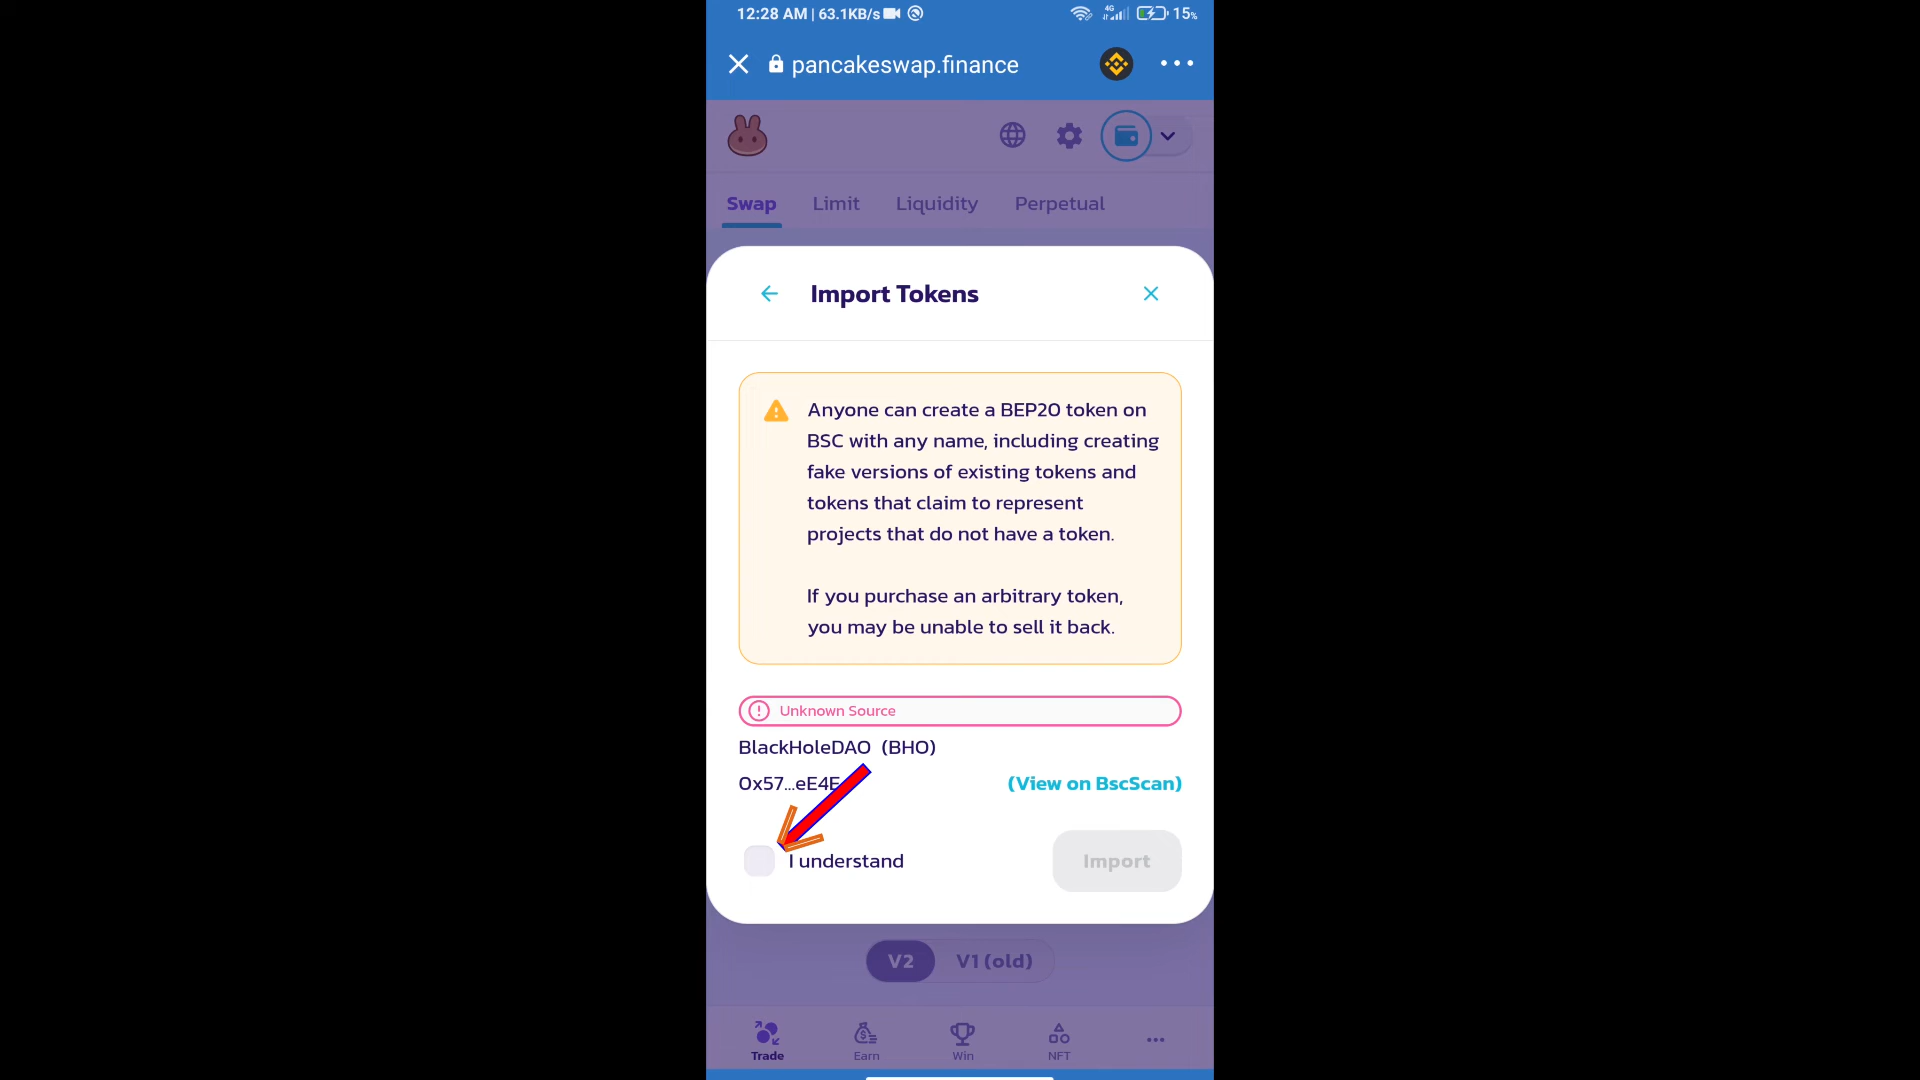 12:28 AM | 63.1KB/s 4G 15%
pancakeswap.finance
Swap Limit Liquidity Perpetual
Import Tokens
Anyone can create a BEP20 token on
BSC with any name, including creating
fake versions of existing tokens and
tokens that claim to represent
projects that do not have a token.
If you purchase an arbitrary token,
you may be unable to sell it back.
Unknown Source
BlackHoleDAO (BHO)
0x57...eE4E (View on BscScan)
I understand Import
V2 V1 (old)
Trade Earn Win NFT